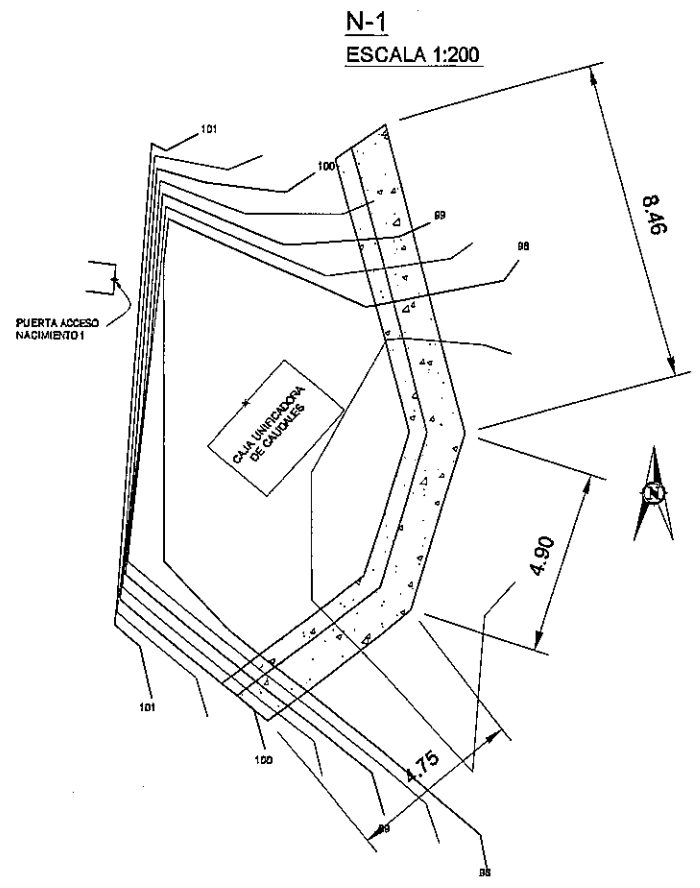 N-1
ESCALA 1:200
101
100
99
98
8.46
PUERTA ACCESO
NACIMIENTO 1
CAJA UNIFICADORA
DE CAUDALES
N
4.90
101
100
4.75
99
98